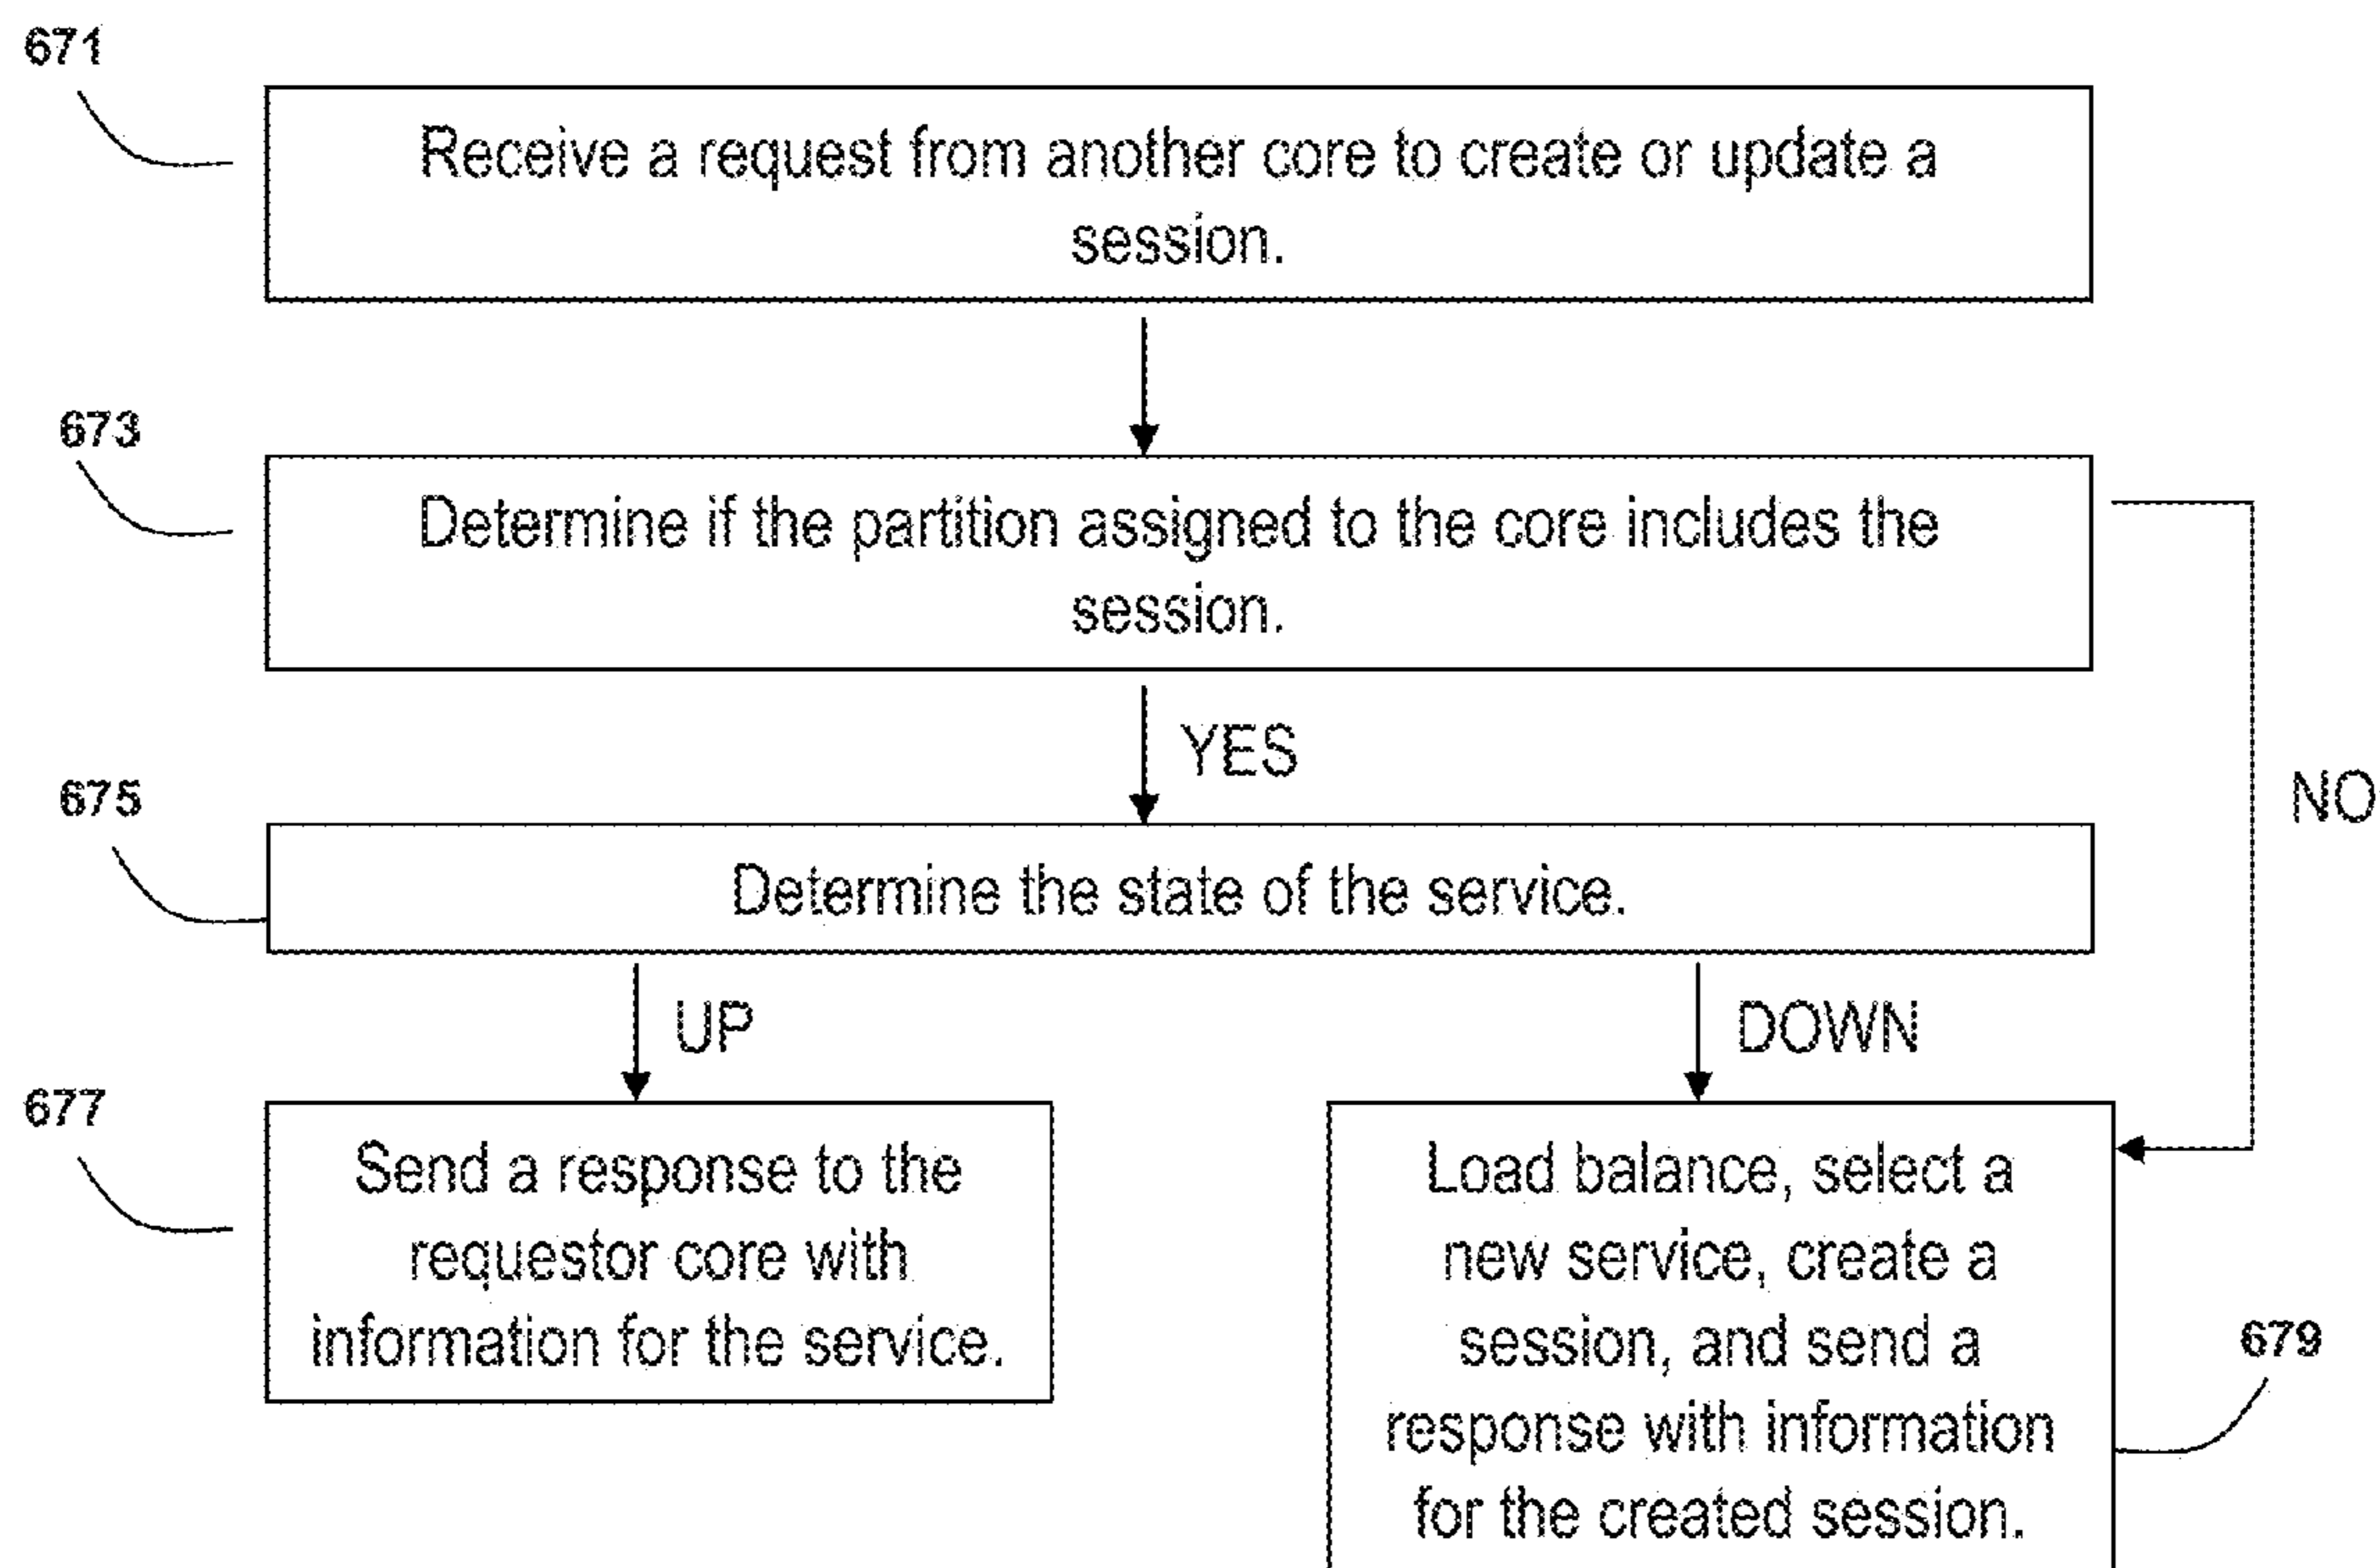 671
Receive a request from another core to create or update a
session.
673
Determine if the partition assigned to the core includes the
session.
YES
NO
675
Determine the state of the service.
UP
DOWN
677
Send a response to the
requestor core with
information for the service.
Load balance, select a
new service, create a
session, and send a
response with information
for the created session.
679